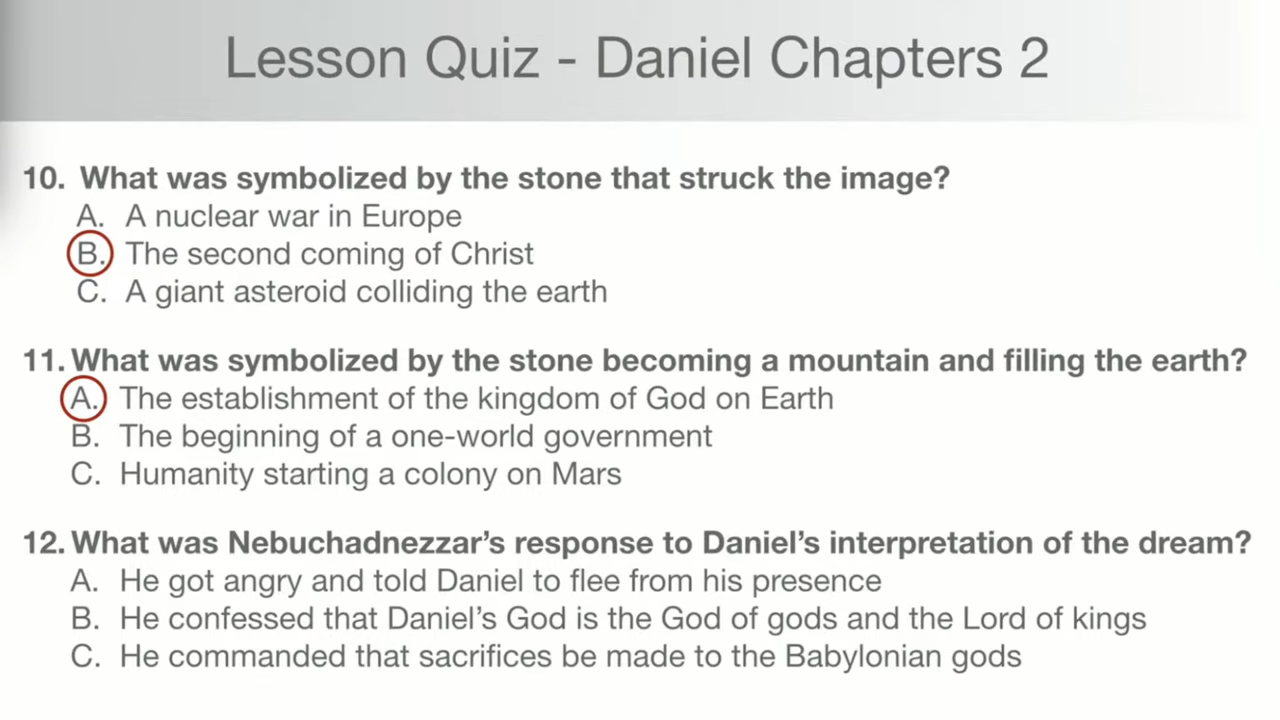 Lesson Quiz - Daniel Chapters 2
10. What was symbolized by the stone that struck the image?
A. A nuclear war in Europe
B. The second coming of Christ
C. A giant asteroid colliding the earth
11. What was symbolized by the stone becoming a mountain and filling the earth?
A. The establishment of the kingdom of God on Earth
B. The beginning of a one-world government
C. Humanity starting a colony on Mars
12. What was Nebuchadnezzar’s response to Daniel’s interpretation of the dream?
A. He got angry and told Daniel to flee from his presence
B. He confessed that Daniel’s God is the God of gods and the Lord of kings
C. He commanded that sacrifices be made to the Babylonian gods